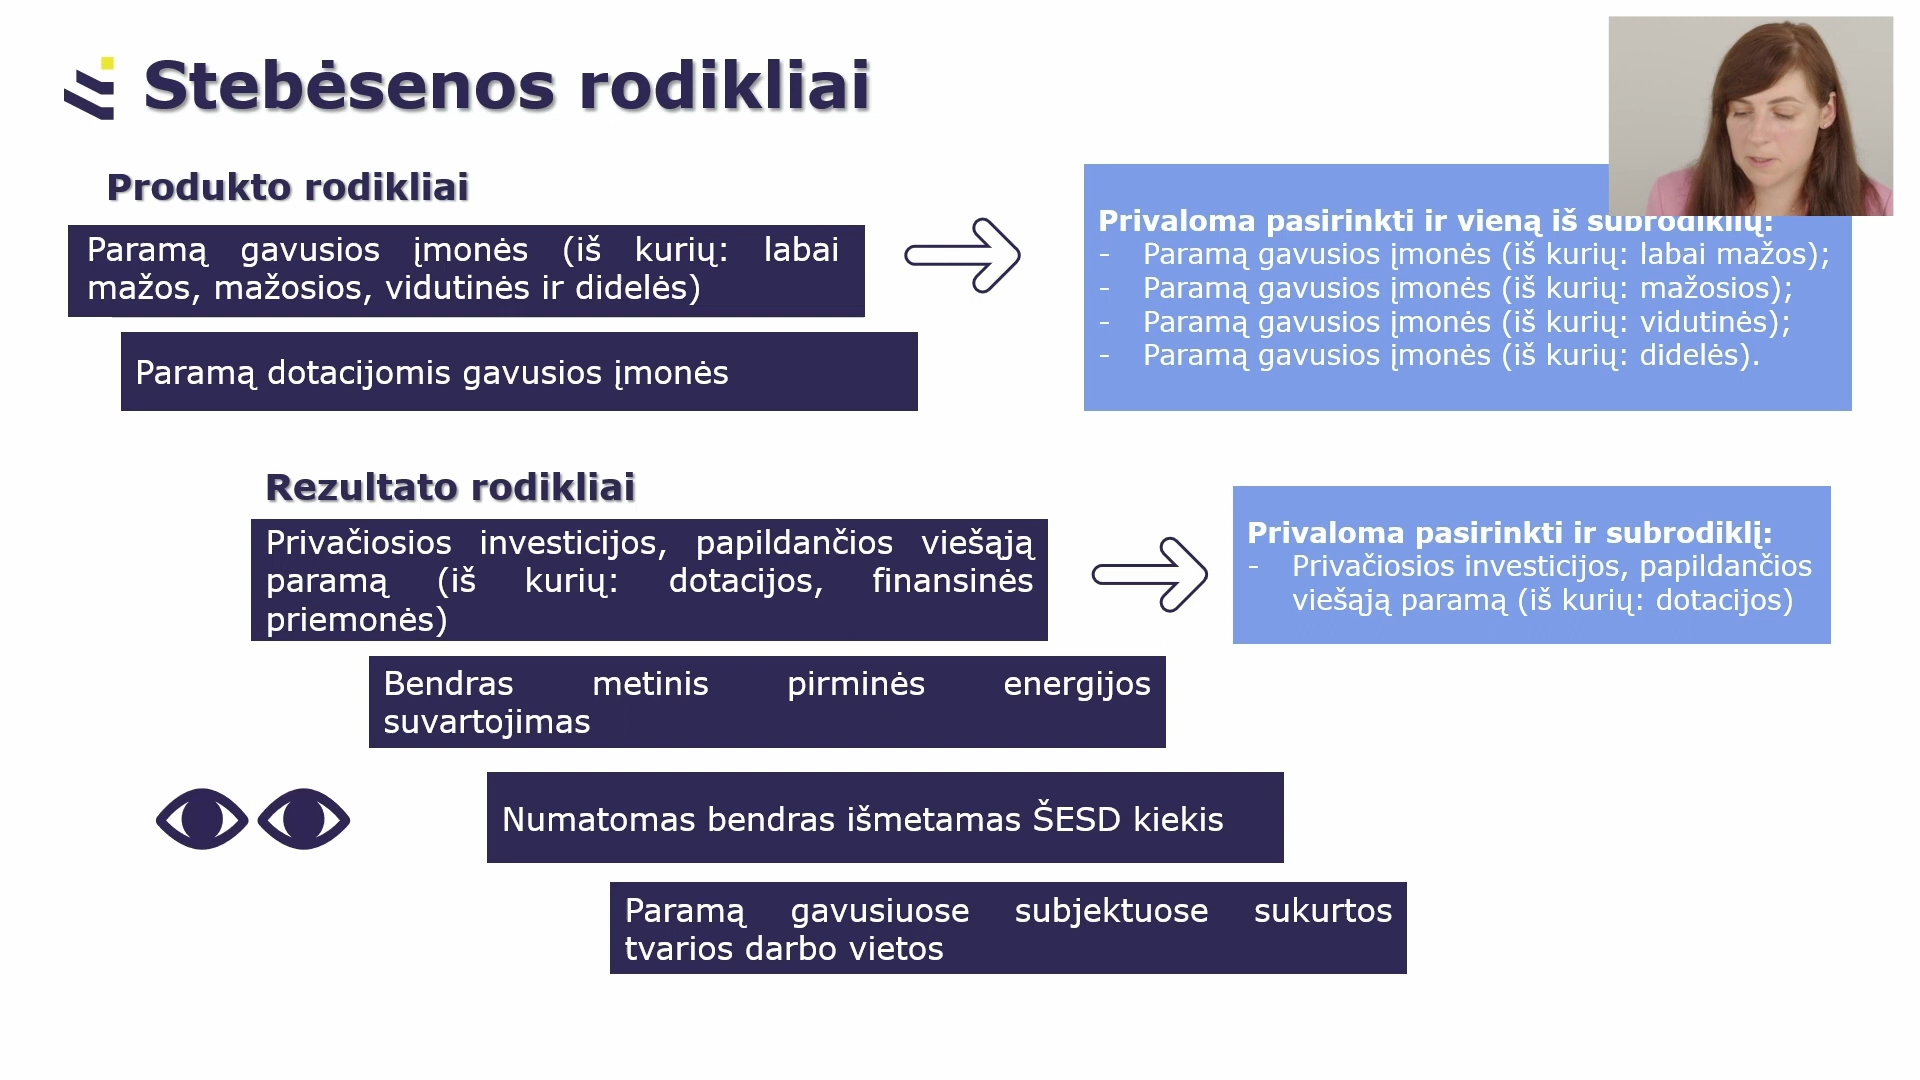 Stebėsenos rodikliai
Produkto rodikliai
Paramą gavusios įmonės (iš kurių: labai
mažos, mažosios, vidutinės ir didelės)
Paramą dotacijomis gavusios įmonės
Privaloma pasirinkti ir vieną iš subrodiklių:
- Paramą gavusios įmonės (iš kurių: labai mažos);
- Paramą gavusios įmonės (iš kurių: mažosios);
- Paramą gavusios įmonės (iš kurių: vidutinės);
- Paramą gavusios įmonės (iš kurių: didelės).
Rezultato rodikliai
Privačiosios investicijos, papildančios viešąją
paramą (iš kurių: dotacijos, finansinės
priemonės)
Privaloma pasirinkti ir subrodiklį:
- Privačiosios investicijos, papildančios
viešąją paramą (iš kurių: dotacijos)
Bendras metinis pirminės energijos
suvartojimas
Numatomas bendras išmetamas ŠESD kiekis
Paramą gavusiuose subjektuose sukurtos
tvarios darbo vietos